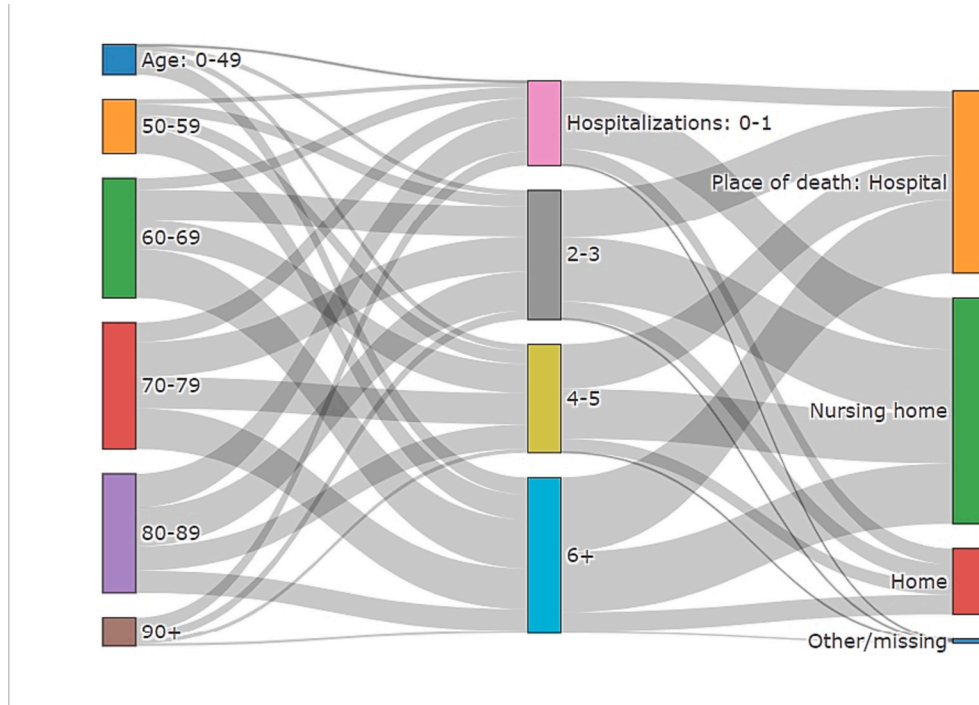 Age: 0-49
50-59
60-69
70-79
80-89
90+
Hospitalizations: 0-1
2-3
4-5
6+
Place of death: Hospital
Nursing home
Home
Other/missing